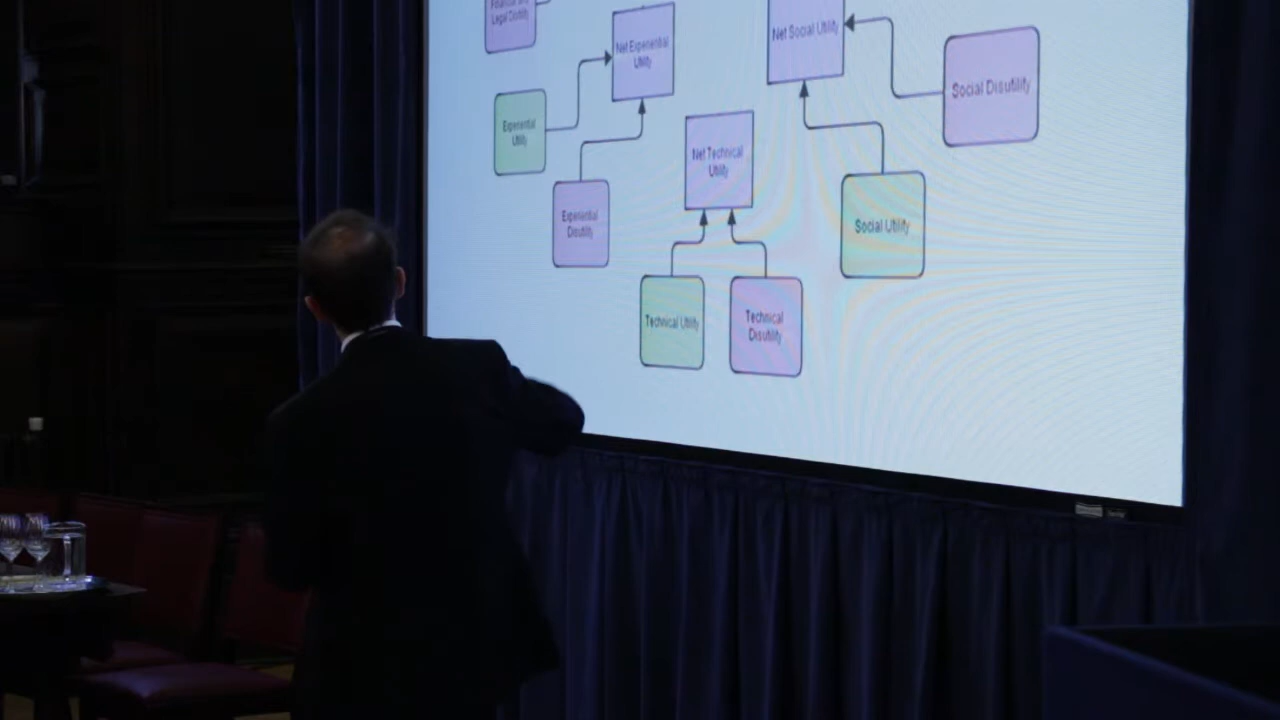 Financial and
Legal Disutility
Net Experiential
Utility
Net Social Utility
Social Disutility
Experiential
Utility
Net Technical
Utility
Experiential
Disutility
Social Utility
Technical Utility
Technical
Disutility